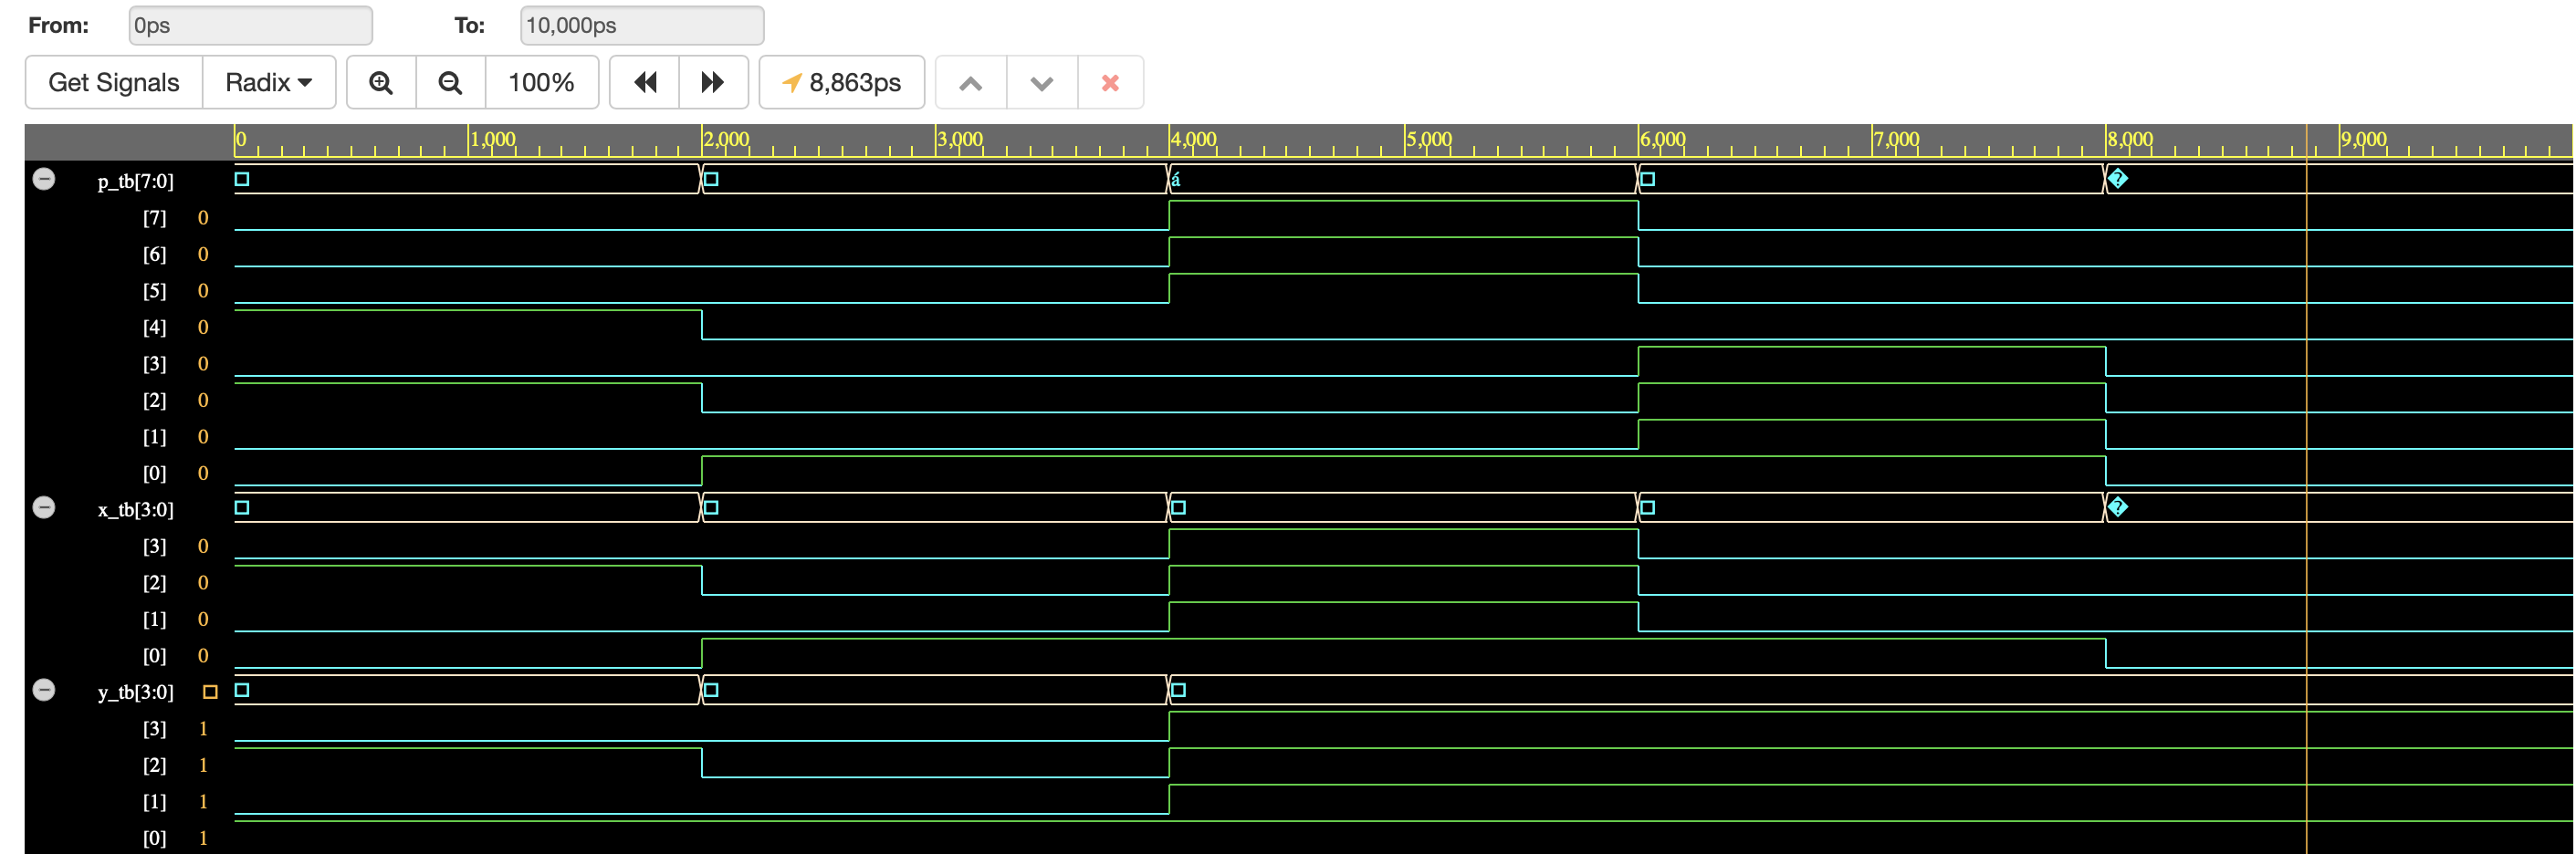 From: 0ps To: 10,000ps
Get Signals Radix 100% 8,863ps
0 1,000 2,000 3,000 4,000 5,000 6,000 7,000 8,000 9,000
p_tb[7:0] á
[7] 0
[6] 0
[5] 0
[4] 0
[3] 0
[2] 0
[1] 0
[0] 0
x_tb[3:0]
[3] 0
[2] 0
[1] 0
[0] 0
y_tb[3:0]
[3] 1
[2] 1
[1] 1
[0] 1